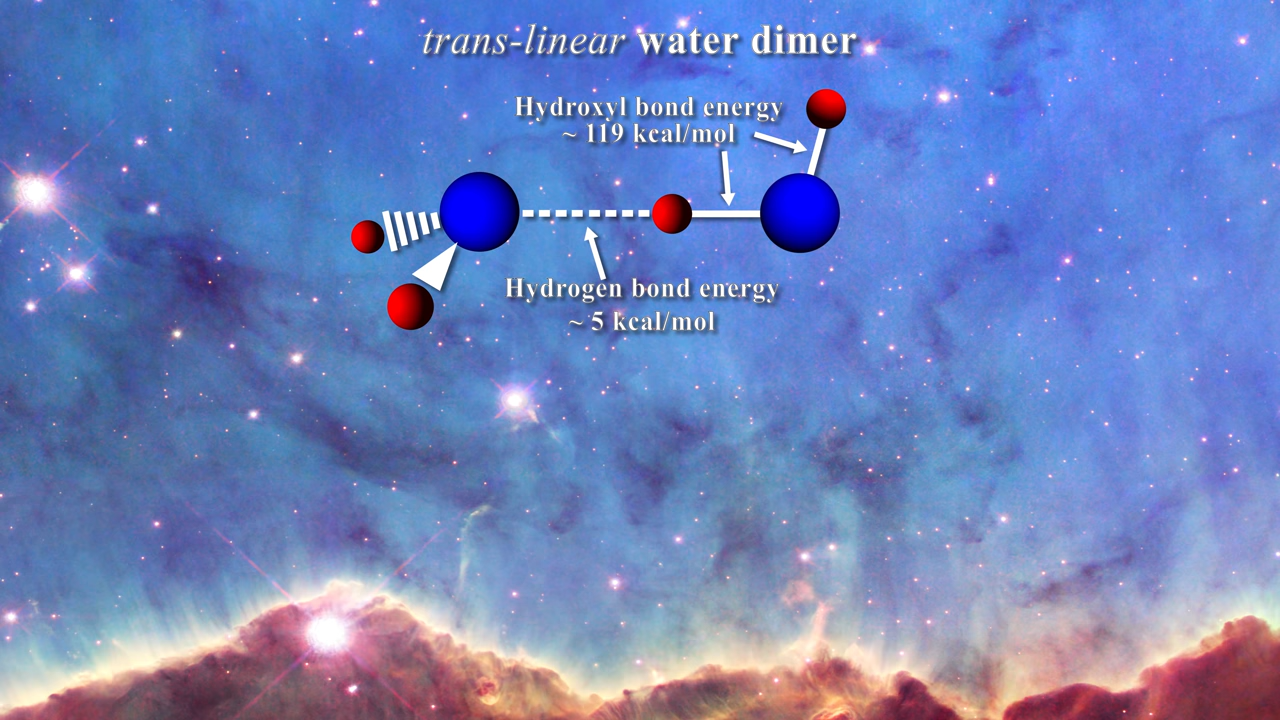 trans-linear water dimer
Hydroxyl bond energy
~ 119 kcal/mol
Hydrogen bond energy
~ 5 kcal/mol